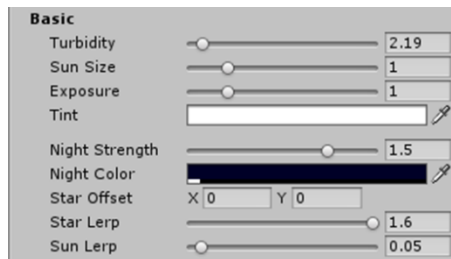 Basic
Turbidity 2.19
Sun Size 1
Exposure 1
Tint
Night Strength 1.5
Night Color
Star Offset X 0 Y 0
Star Lerp 1.6
Sun Lerp 0.05